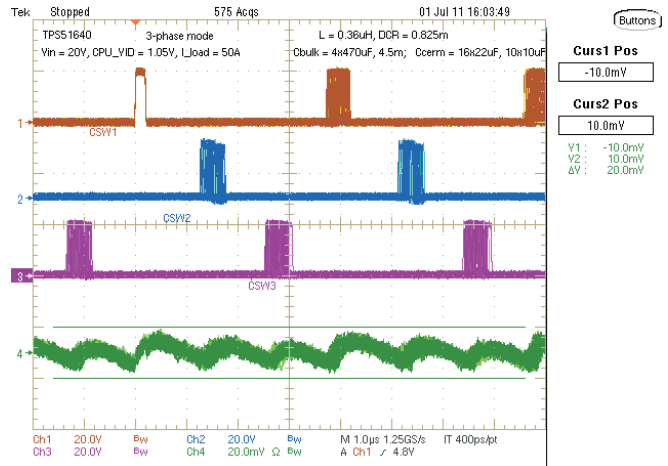 Tek Stopped 575 Acqs 01 Jul 11 16:03:49
Buttons
TPS51640 3-phase mode L = 0.36uH, DCR = 0.825m
Vin = 20V, CPU_VID = 1.05V, I_load = 50A Cbulk = 4x470uF, 4.5m; Ccerm = 16x22uF, 10x10uF
Curs1 Pos
-10.0mV
Curs2 Pos
10.0mV
V1 : -10.0mV
V2 : 10.0mV
ΔV : 20.0mV
1
CSW1
2
CSW2
3
CSW3
4
Ch1 20.0V Bw Ch2 20.0V Bw M 1.0µs 1.25GS/s IT 400ps/pt
Ch3 20.0V Bw Ch4 20.0mV Ω Bw A Ch1 ∕ 4.8V